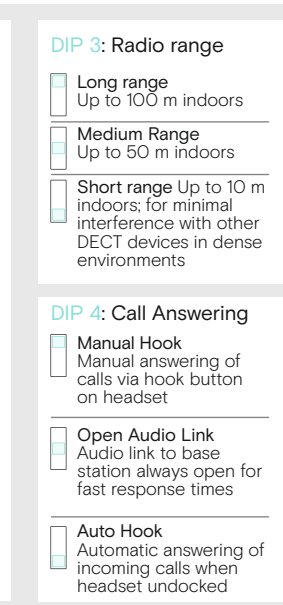 DIP 3: Radio range
Long range
Up to 100 m indoors
Medium Range
Up to 50 m indoors
Short range Up to 10 m
indoors; for minimal
interference with other
DECT devices in dense
environments
DIP 4: Call Answering
Manual Hook
Manual answering of
calls via hook button
on headset
Open Audio Link
Audio link to base
station always open for
fast response times
Auto Hook
Automatic answering of
incoming calls when
headset undocked